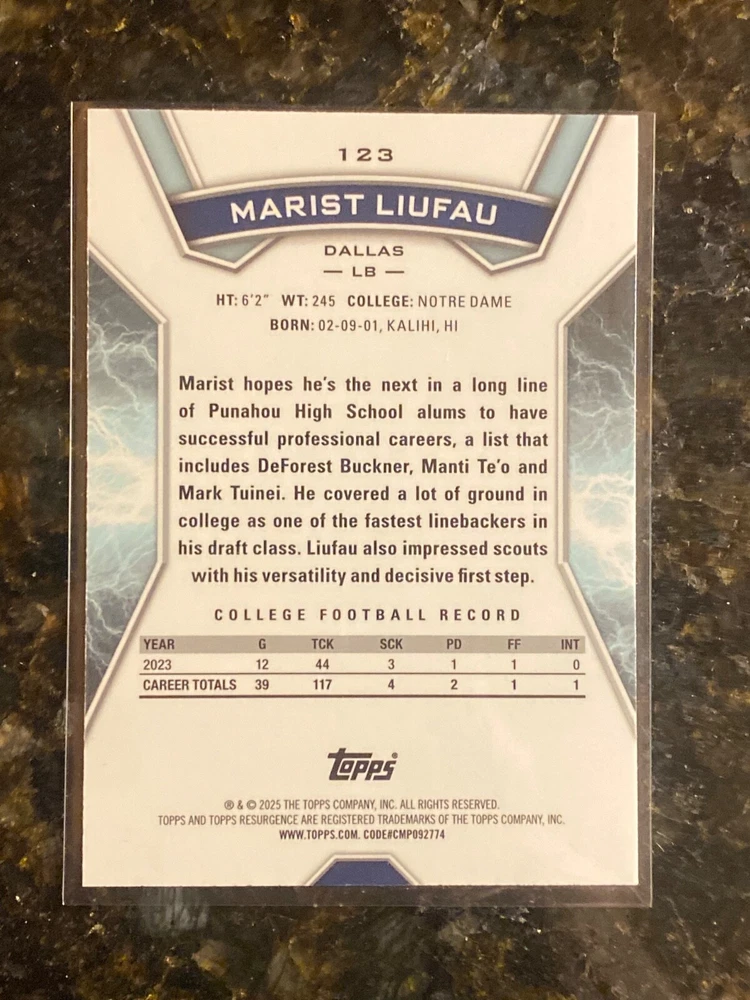 123
MARIST LIUFAU
DALLAS
— LB —
HT: 6'2" WT: 245 COLLEGE: NOTRE DAME
BORN: 02-09-01, KALIHI, HI
Marist hopes he's the next in a long line
of Punahou High School alums to have
successful professional careers, a list that
includes DeForest Buckner, Manti Te'o and
Mark Tuinei. He covered a lot of ground in
college as one of the fastest linebackers in
his draft class. Liufau also impressed scouts
with his versatility and decisive first step.
COLLEGE FOOTBALL RECORD
YEAR G TCK SCK PD FF INT
2023 12 44 3 1 1 0
CAREER TOTALS 39 117 4 2 1 1
topps®
® & © 2025 THE TOPPS COMPANY, INC. ALL RIGHTS RESERVED.
TOPPS AND TOPPS RESURGENCE ARE REGISTERED TRADEMARKS OF THE TOPPS COMPANY, INC.
WWW.TOPPS.COM. CODE#CMP092774